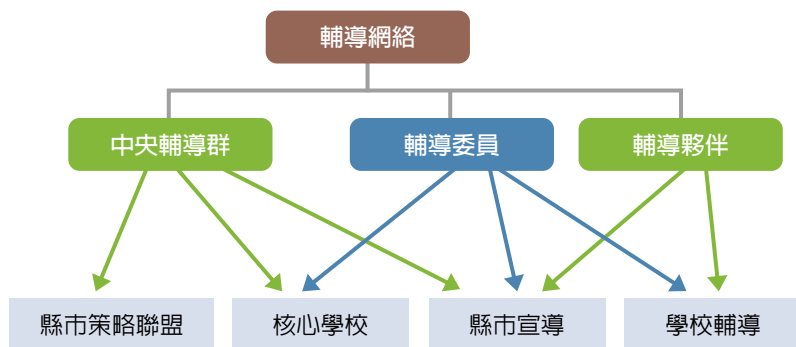 輔導網絡
中央輔導群
輔導委員
輔導夥伴
縣市策略聯盟
核心學校
縣市宣導
學校輔導